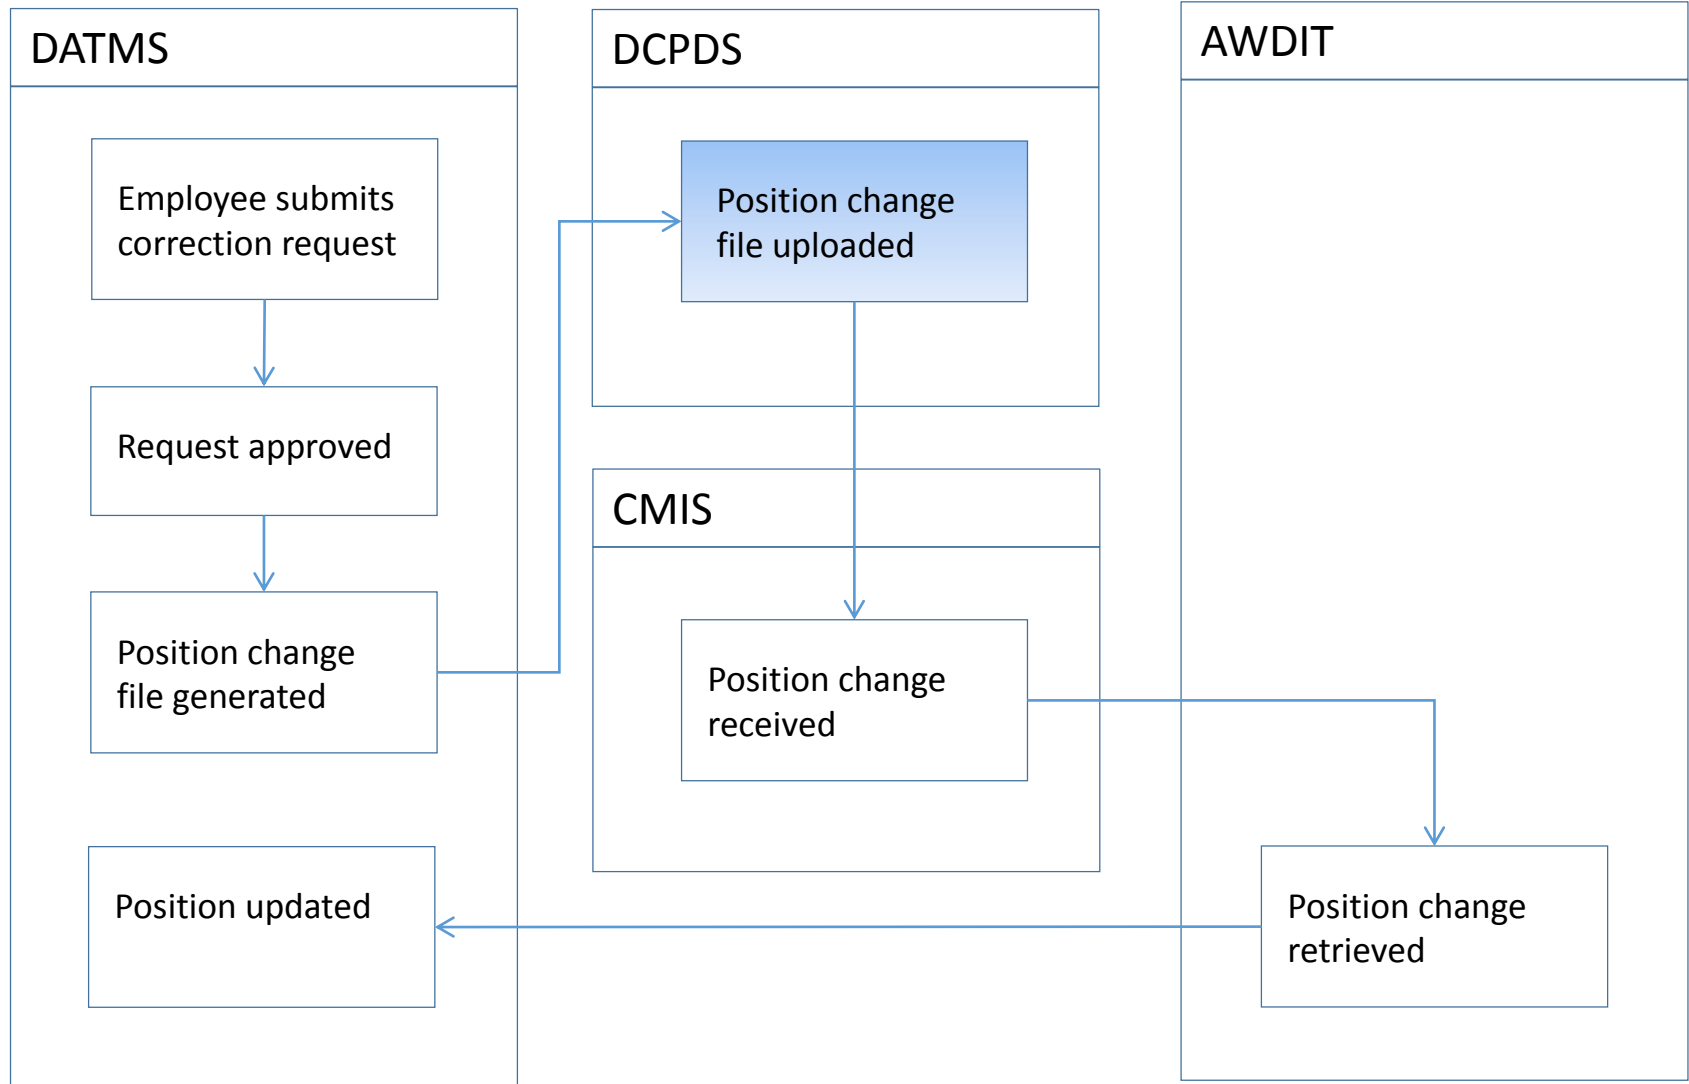 DATMS
Employee submits
correction request
Request approved
Position change
file generated
Position updated
DCPDS
Position change
file uploaded
CMIS
Position change
received
AWDIT
Position change
retrieved